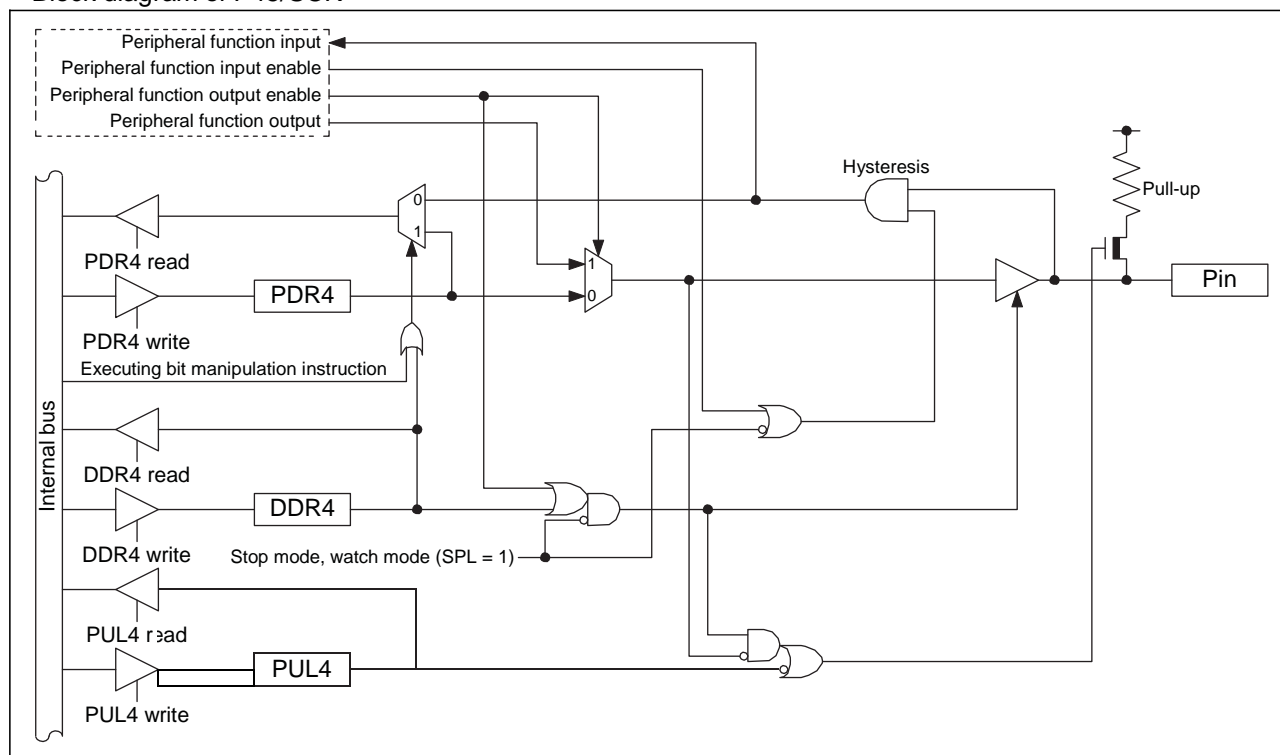 Peripheral function input
Peripheral function input enable
Peripheral function output enable
Peripheral function output
Hysteresis
Pull-up
0
1
PDR4 read
1
PDR4
0
Pin
PDR4 write
Executing bit manipulation instruction
Internal bus
DDR4 read
DDR4
DDR4 write
Stop mode, watch mode (SPL = 1)
PUL4 read
PUL4
PUL4 write